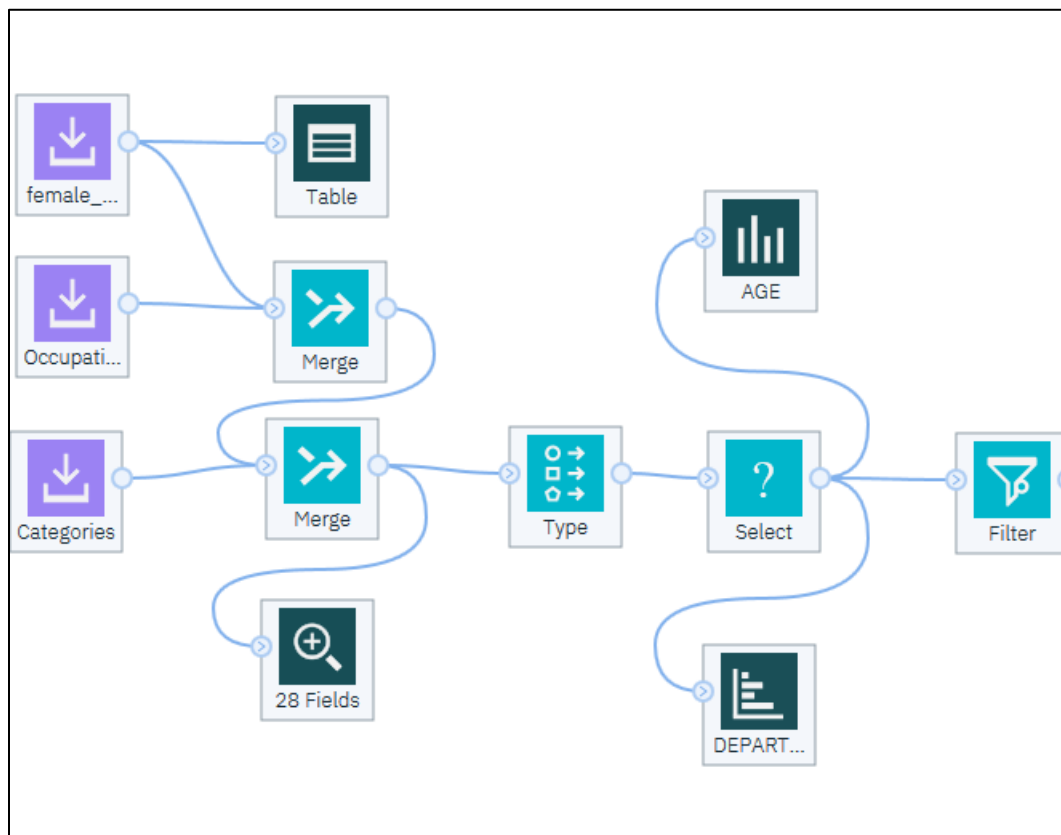 female_...
Table
Occupati...
Merge
AGE
Categories
Merge
Type
?
Select
Filter
28 Fields
DEPART...